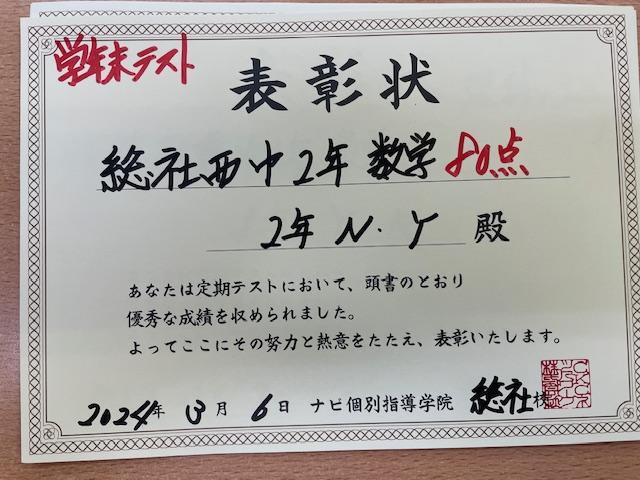 学年末テスト
表彰状
総社西中2年 数学 80点
2年 N.Y 殿
あなたは定期テストにおいて、頭書のとおり
優秀な成績を収められました。
よってここにその努力と熱意をたたえ、表彰いたします。
2024年 3月 6日 ナビ個別指導学院 総社校